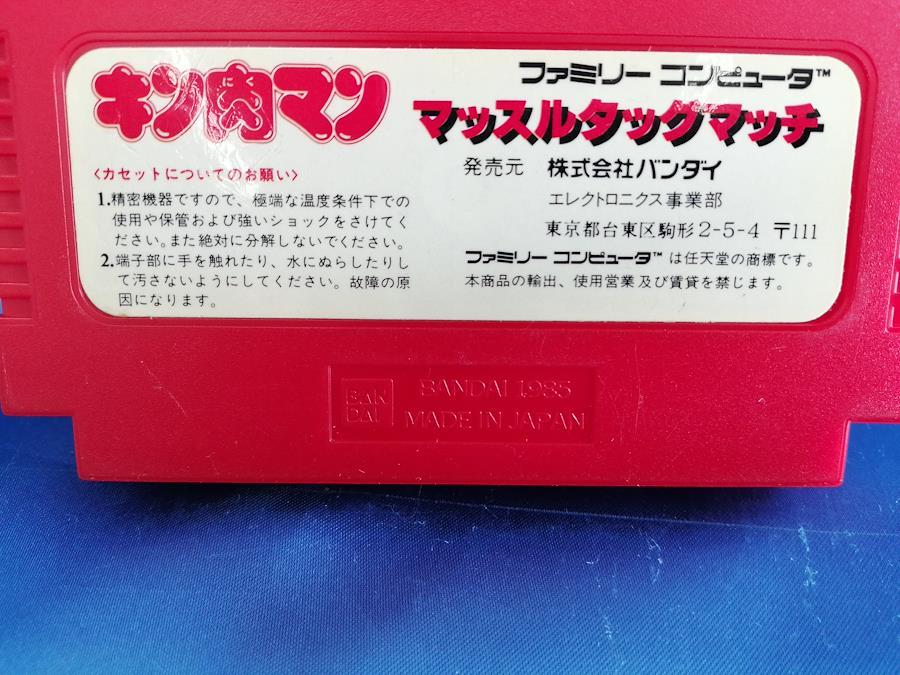 キン肉マン
にく
〈カセットについてのお願い〉
1.精密機器ですので、極端な温度条件下での
使用や保管および強いショックをさけてく
ださい。また絶対に分解しないでください。
2.端子部に手を触れたり、水にぬらしたりし
て汚さないようにしてください。故障の原
因になります。
ファミリー コンピュータ™
マッスルタッグマッチ
発売元 株式会社バンダイ
エレクトロニクス事業部
東京都台東区駒形2-5-4 〒111
ファミリー コンピュータ™ は任天堂の商標です。
本商品の輸出、使用営業及び賃貸を禁じます。
BAN
DAI
BANDAI 1985
MADE IN JAPAN